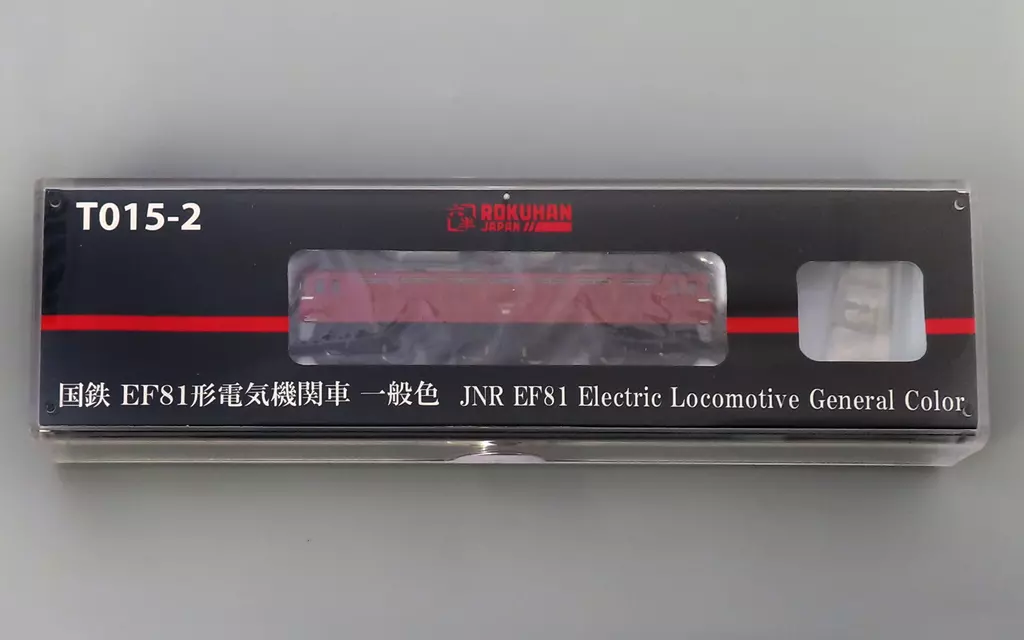 T015-2
ROKUHAN
JAPAN
国鉄 EF81形電気機関車 一般色 JNR EF81 Electric Locomotive General Color